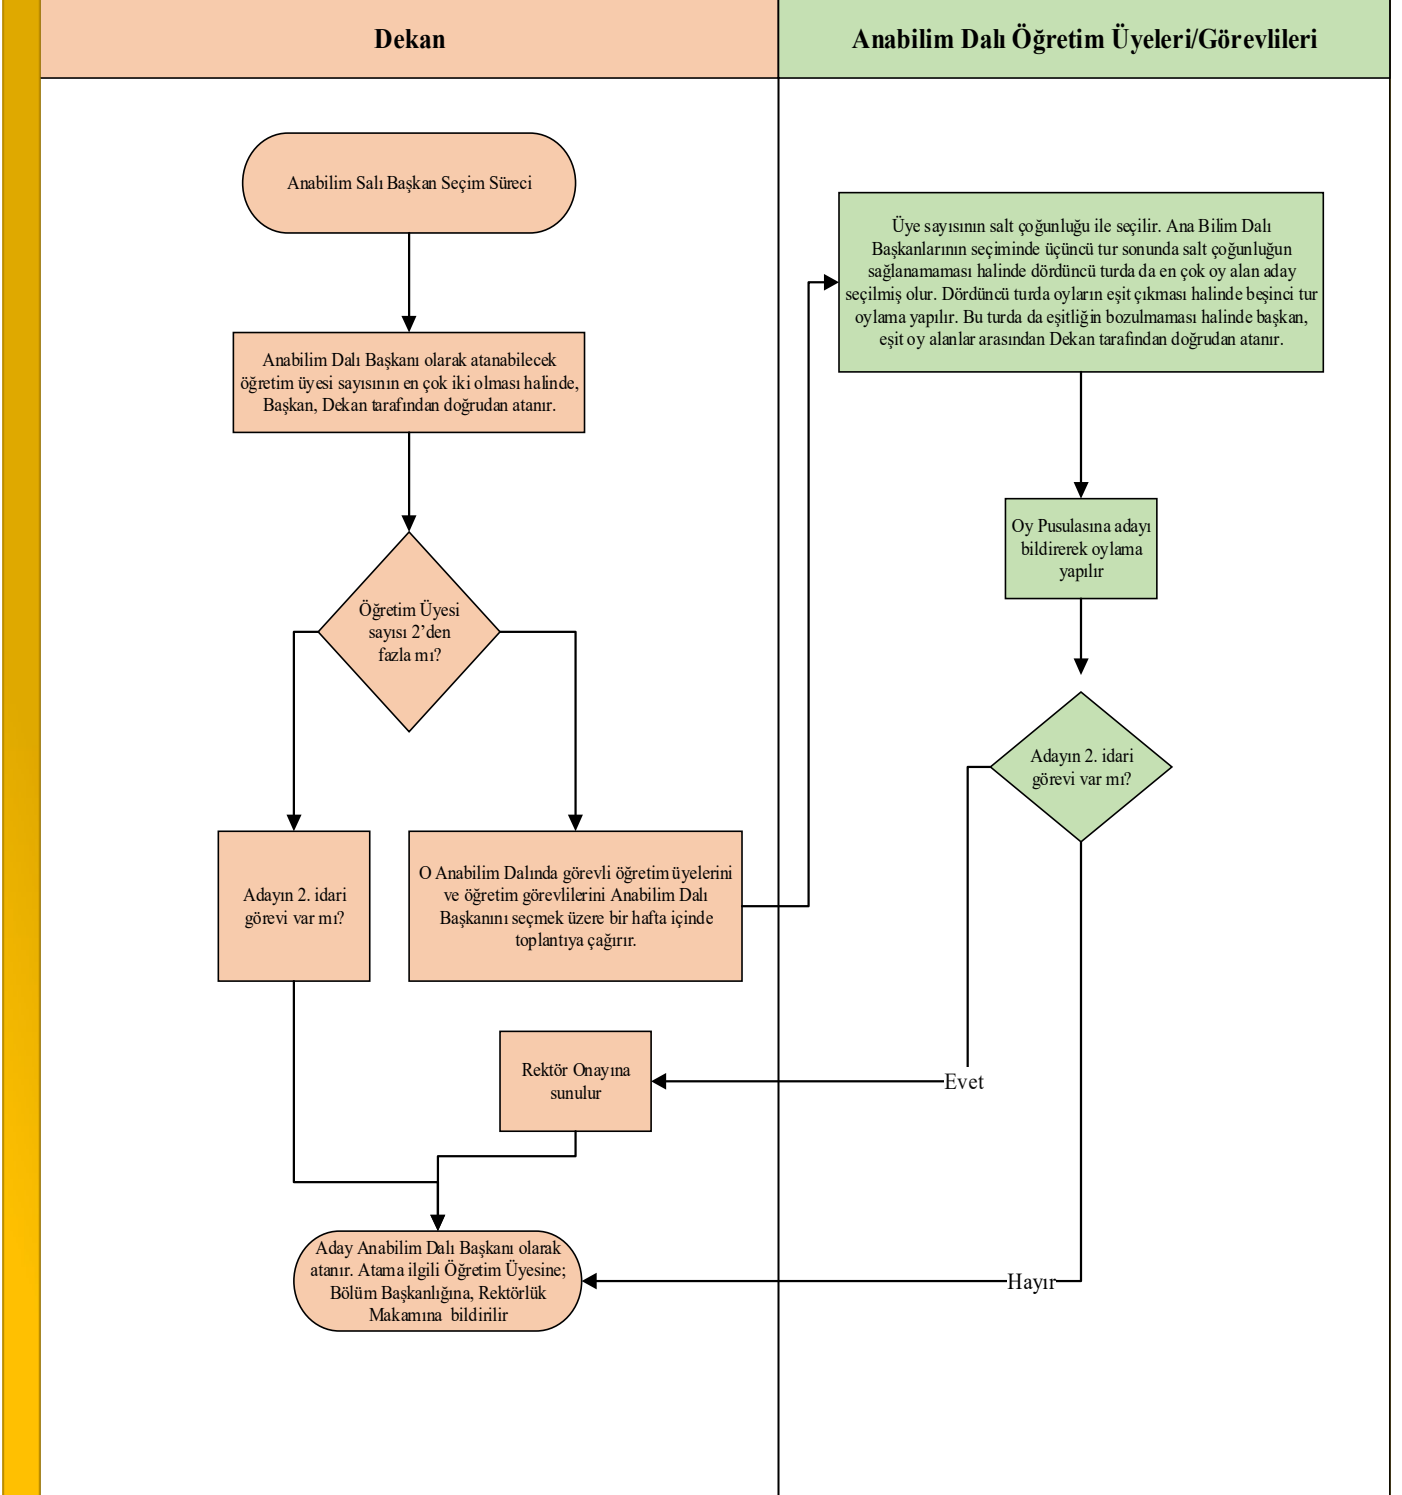 Dekan
Anabilim Dalı Öğretim Üyeleri/Görevlileri
Anabilim Salı Başkan Seçim Süreci
Anabilim Dalı Başkanı olarak atanabilecek
öğretim üyesi sayısının en çok iki olması halinde,
Başkan, Dekan tarafından doğrudan atanır.
Öğretim Üyesi
sayısı 2’den
fazla mı?
Adayın 2. idari
görevi var mı?
O Anabilim Dalında görevli öğretim üyelerini
ve öğretim görevlilerini Anabilim Dalı
Başkanını seçmek üzere bir hafta içinde
toplantıya çağırır.
Üye sayısının salt çoğunluğu ile seçilir. Ana Bilim Dalı
Başkanlarının seçiminde üçüncü tur sonunda salt çoğunluğun
sağlanamaması halinde dördüncü turda da en çok oy alan aday
seçilmiş olur. Dördüncü turda oyların eşit çıkması halinde beşinci tur
oylama yapılır. Bu turda da eşitliğin bozulmaması halinde başkan,
eşit oy alanlar arasından Dekan tarafından doğrudan atanır.
Oy Pusulasına adayı
bildirerek oylama
yapılır
Adayın 2. idari
görevi var mı?
Evet
Rektör Onayına
sunulur
Hayır
Aday Anabilim Dalı Başkanı olarak
atanır. Atama ilgili Öğretim Üyesine;
Bölüm Başkanlığına, Rektörlük
Makamına bildirilir